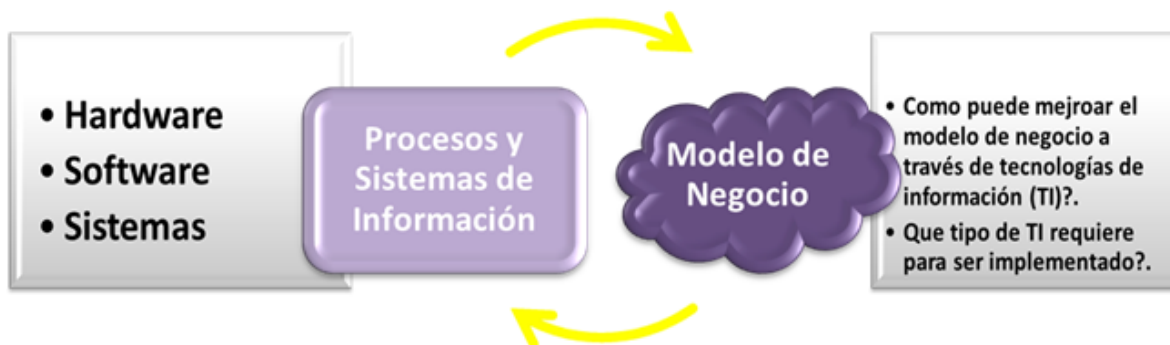 • Hardware
• Software
• Sistemas
Procesos y
Sistemas de
Información
Modelo de
Negocio
• Como puede mejroar el
modelo de negocio a
través de tecnologías de
información (TI)?.
• Que tipo de TI requiere
para ser implementado?.